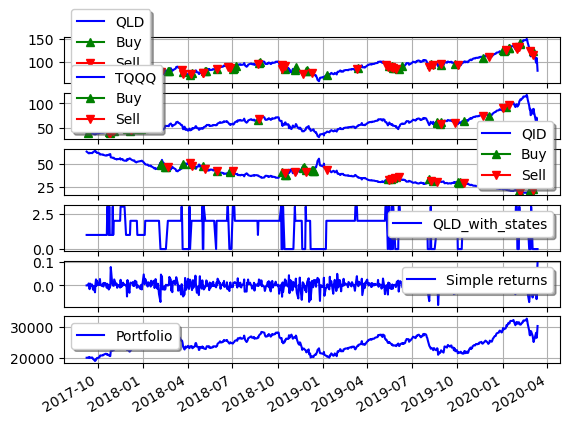 QLD
Buy
Sell
150
100
TQQQ
Buy
Sell
100
50
QID
Buy
Sell
50
25
QLD_with_states
2.5
0.0
Simple returns
0.1
0.0
Portfolio
30000
20000
2017-10
2018-01
2018-04
2018-07
2018-10
2019-01
2019-04
2019-07
2019-10
2020-01
2020-04